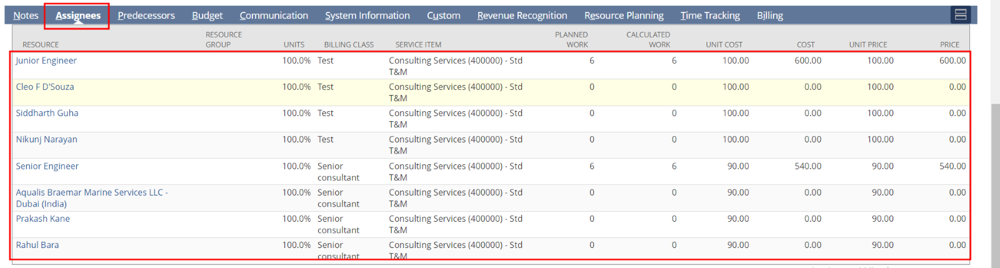 Notes Assignees Predecessors Budget Communication System Information Custom Revenue Recognition Resource Planning Time Tracking Billing
RESOURCE RESOURCE GROUP UNITS BILLING CLASS SERVICE ITEM PLANNED WORK CALCULATED WORK UNIT COST COST UNIT PRICE PRICE
Junior Engineer 100.0% Test Consulting Services (400000) - Std 6 6 100.00 600.00 100.00 600.00
T&M
Cleo F D'Souza 100.0% Test Consulting Services (400000) - Std 0 0 100.00 0.00 100.00 0.00
T&M
Siddharth Guha 100.0% Test Consulting Services (400000) - Std 0 0 100.00 0.00 100.00 0.00
T&M
Nikunj Narayan 100.0% Test Consulting Services (400000) - Std 0 0 100.00 0.00 100.00 0.00
T&M
Senior Engineer 100.0% Senior Consulting Services (400000) - Std 6 6 90.00 540.00 90.00 540.00
consultant T&M
Aqualis Braemar Marine Services LLC - 100.0% Senior Consulting Services (400000) - Std 0 0 90.00 0.00 90.00 0.00
Dubai (India) consultant T&M
Prakash Kane 100.0% Senior Consulting Services (400000) - Std 0 0 90.00 0.00 90.00 0.00
consultant T&M
Rahul Bara 100.0% Senior Consulting Services (400000) - Std 0 0 90.00 0.00 90.00 0.00
consultant T&M